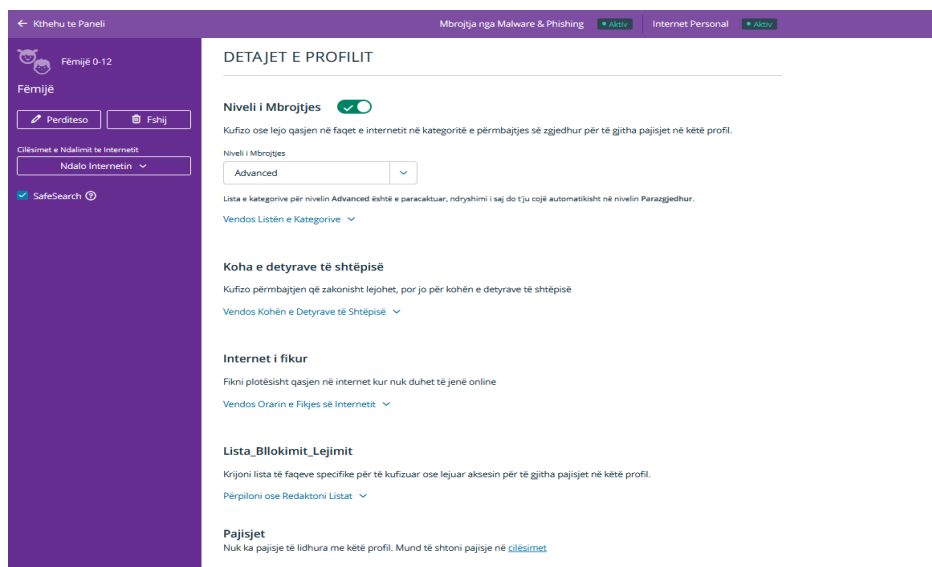 ← Kthehu te Paneli
Mbrojtja nga Malware & Phishing • Aktiv Internet Personal • Aktiv
Fëmijë 0-12
Fëmijë
Perditeso Fshij
Cilësimet e Ndalimit te Internetit
Ndalo Internetin
SafeSearch ?
DETAJET E PROFILIT
Niveli i Mbrojtjes
Kufizo ose lejo qasjen në faqet e internetit në kategoritë e përmbajtjes së zgjedhur për të gjitha pajisjet në këtë profil.
Niveli i Mbrojtjes
Advanced
Lista e kategorive për nivelin Advanced është e paracaktuar, ndryshimi i saj do t'ju cojë automatikisht në nivelin Parazgjedhur.
Vendos Listën e Kategorive
Koha e detyrave të shtëpisë
Kufizo përmbajtjen që zakonisht lejohet, por jo për kohën e detyrave të shtëpisë
Vendos Kohën e Detyrave të Shtëpisë
Internet i fikur
Fikni plotësisht qasjen në internet kur nuk duhet të jenë online
Vendos Orarin e Fikjes së Internetit
Lista_Bllokimit_Lejimit
Krijoni lista të faqeve specifike për të kufizuar ose lejuar aksesin për të gjitha pajisjet në këtë profil.
Përpiloni ose Redaktoni Listat
Pajisjet
Nuk ka pajisje të lidhura me këtë profil. Mund të shtoni pajisje në cilësimet